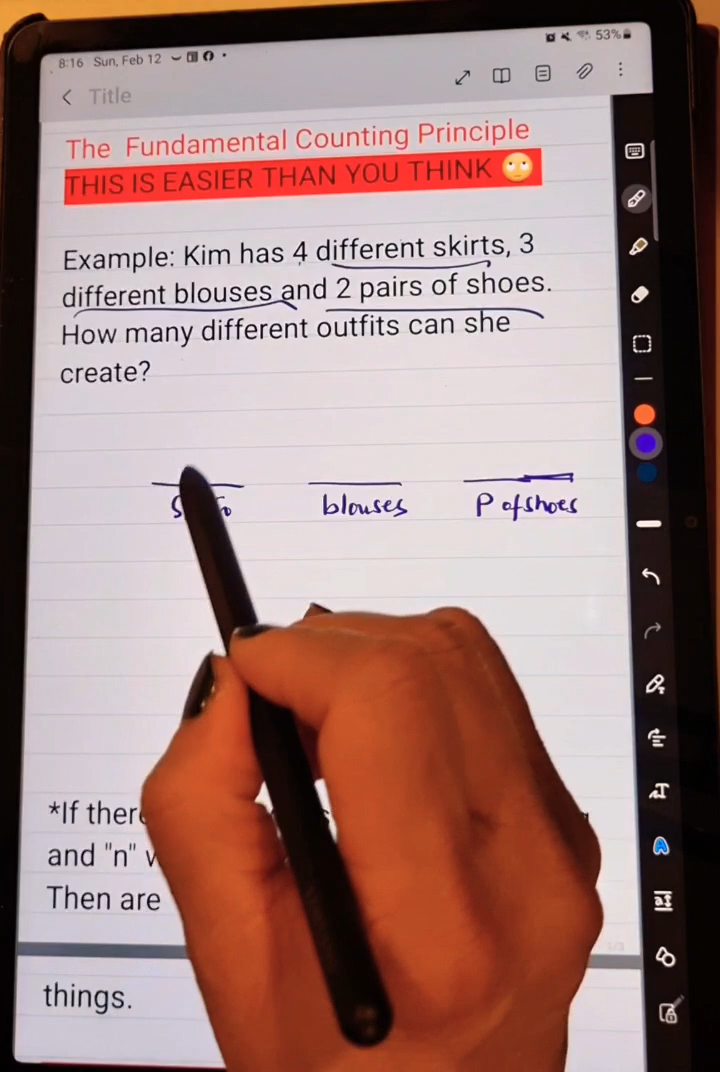 8:16 Sun, Feb 12
53%
Title
The Fundamental Counting Principle
THIS IS EASIER THAN YOU THINK 🙄
Example: Kim has 4 different skirts, 3
different blouses and 2 pairs of shoes.
How many different outfits can she
create?
blouses P of shoes
*If
and "n"
Then are
things.